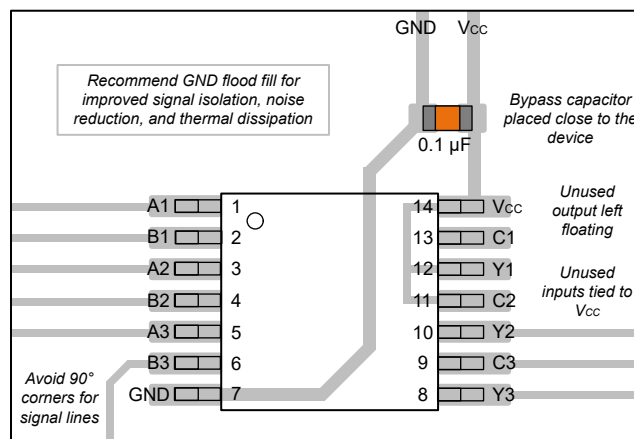 GND
Vcc
Recommend GND flood fill for
improved signal isolation, noise
reduction, and thermal dissipation
Bypass capacitor
placed close to the
device
0.1 µF
A1
1
14
Vcc
Unused
output left
floating
B1
2
13
C1
A2
3
12
Y1
B2
4
11
C2
Unused
inputs tied to
Vcc
A3
5
10
Y2
B3
6
9
C3
Avoid 90°
corners for
signal lines
GND
7
8
Y3